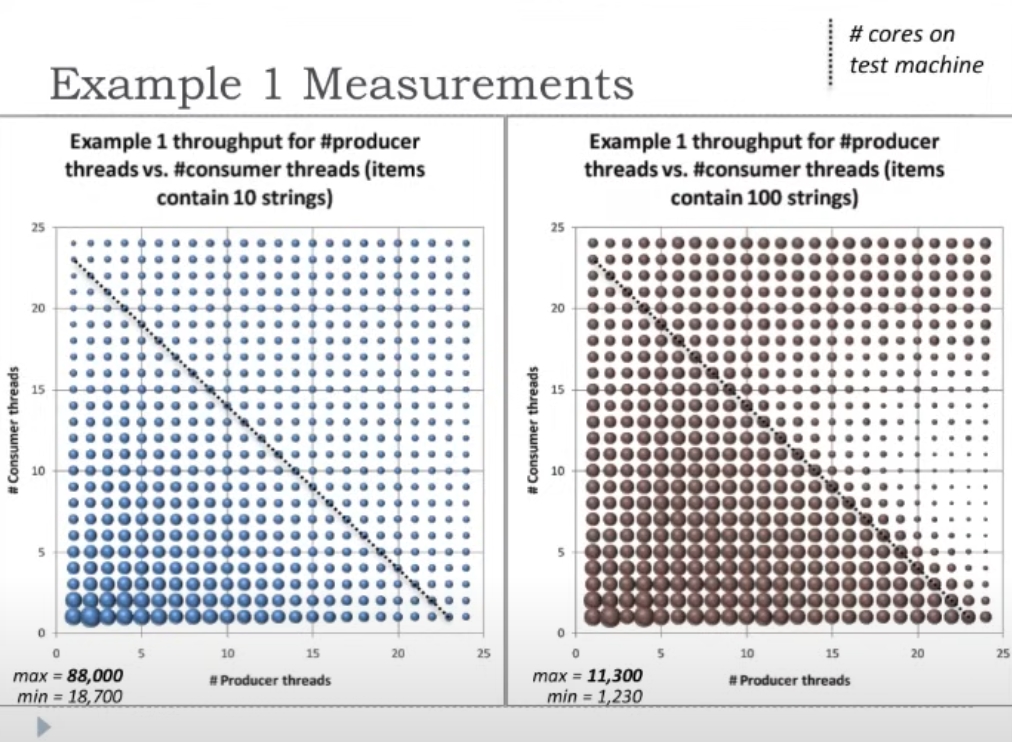 # cores on
test machine
Example 1 Measurements
Example 1 throughput for #producer
threads vs. #consumer threads (items
contain 10 strings)
25
20
15
10
5
0
# Consumer threads
0 5 10 15 20 25
# Producer threads
max = 88,000
min = 18,700
Example 1 throughput for #producer
threads vs. #consumer threads (items
contain 100 strings)
25
20
15
10
5
0
# Consumer threads
0 5 10 15 20 25
# Producer threads
max = 11,300
min = 1,230